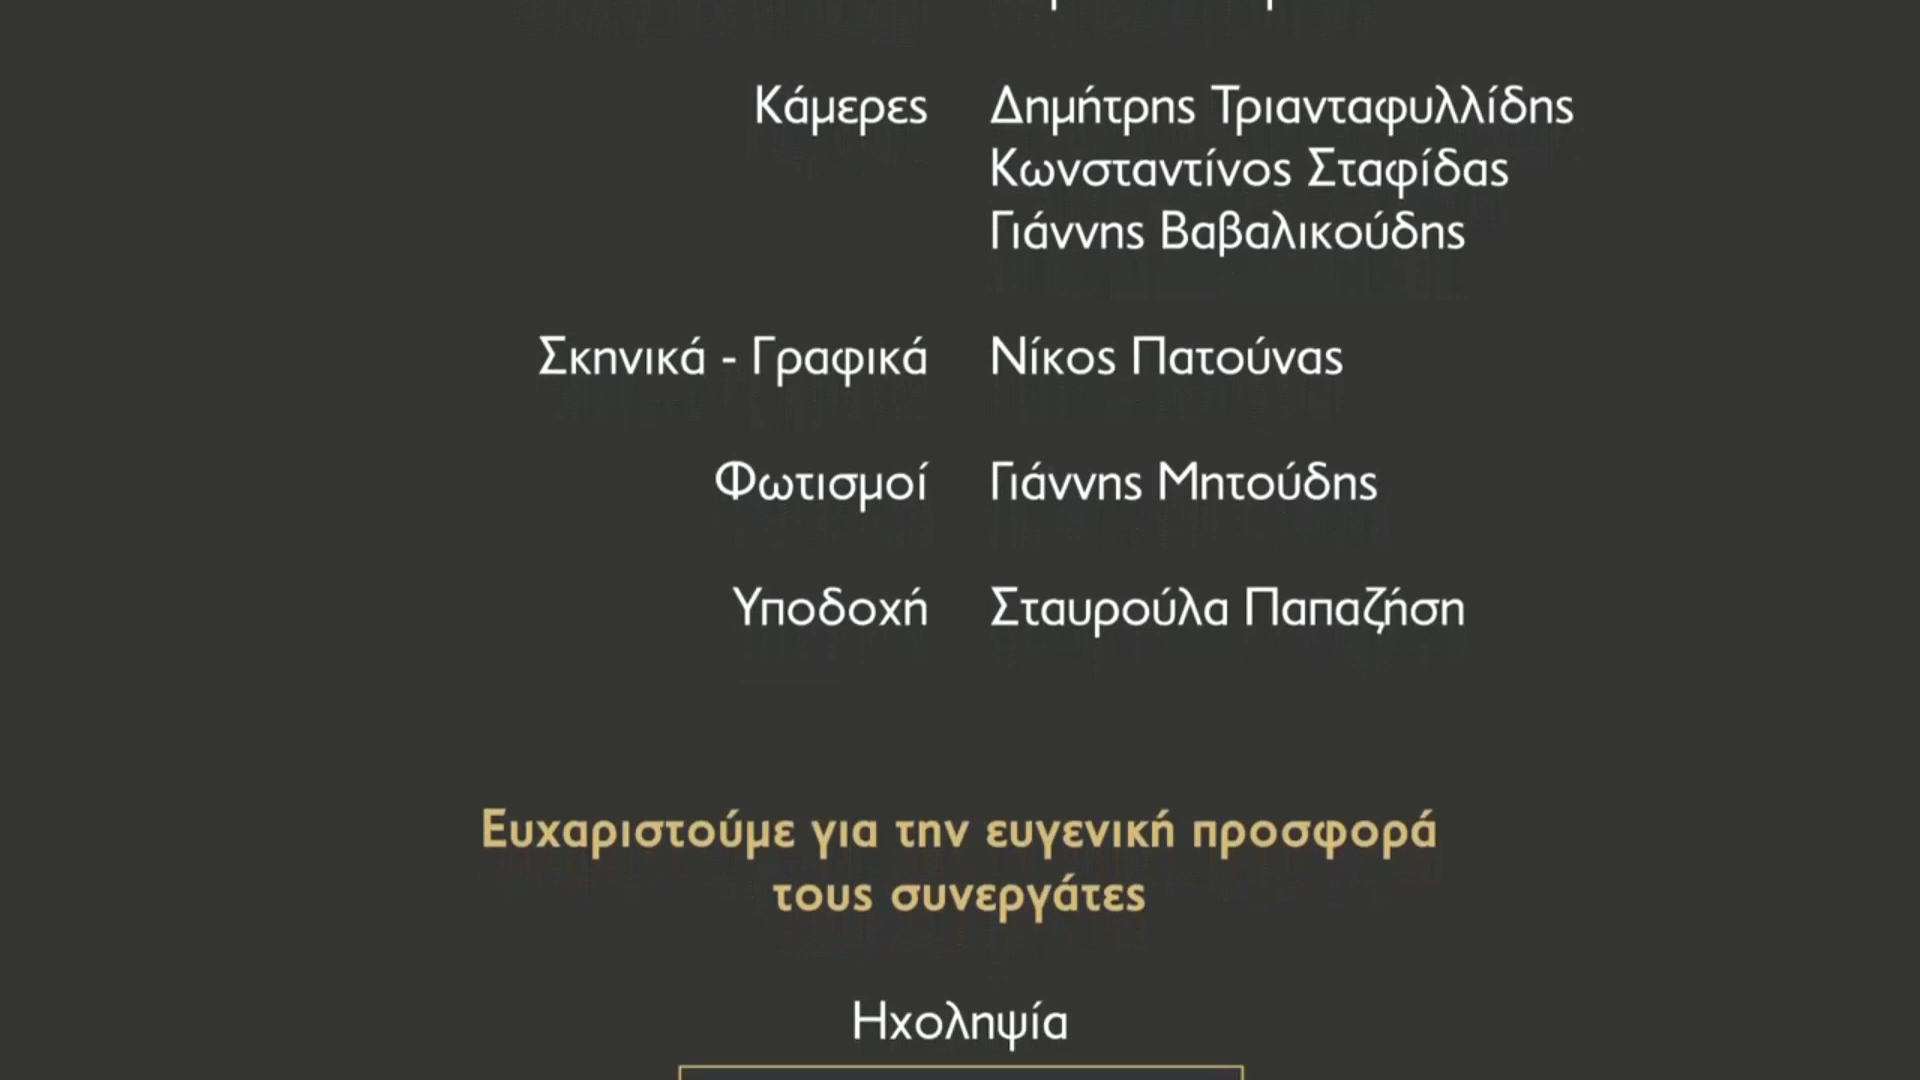 Κάμερες Δημήτρης Τριανταφυλλίδης
Κωνσταντίνος Σταφίδας
Γιάννης Βαβαλικούδης
Σκηνικά - Γραφικά Νίκος Πατούνας
Φωτισμοί Γιάννης Μητούδης
Υποδοχή Σταυρούλα Παπαζήση
Ευχαριστούμε για την ευγενική προσφορά
τους συνεργάτες
Ηχοληψία